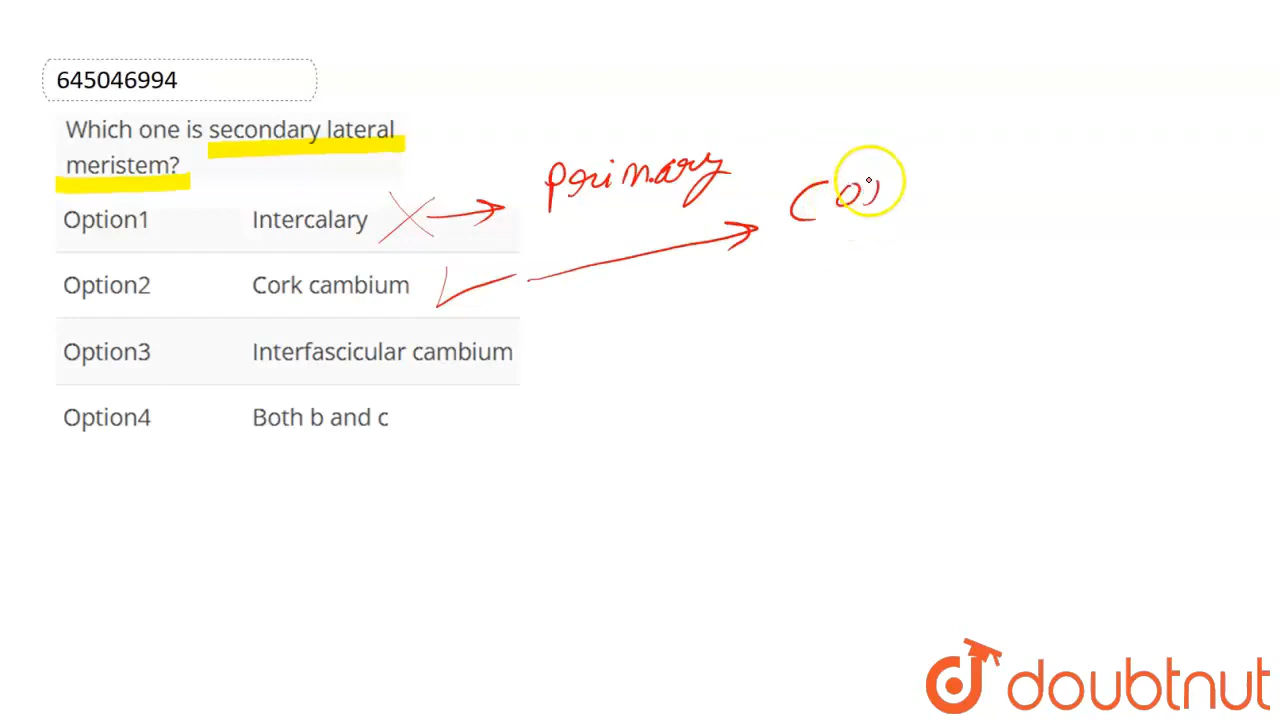 645046994
Which one is secondary lateral
meristem?
Option1 Intercalary
primary
Option2 Cork cambium
Option3 Interfascicular cambium
Option4 Both b and c
doubtnut